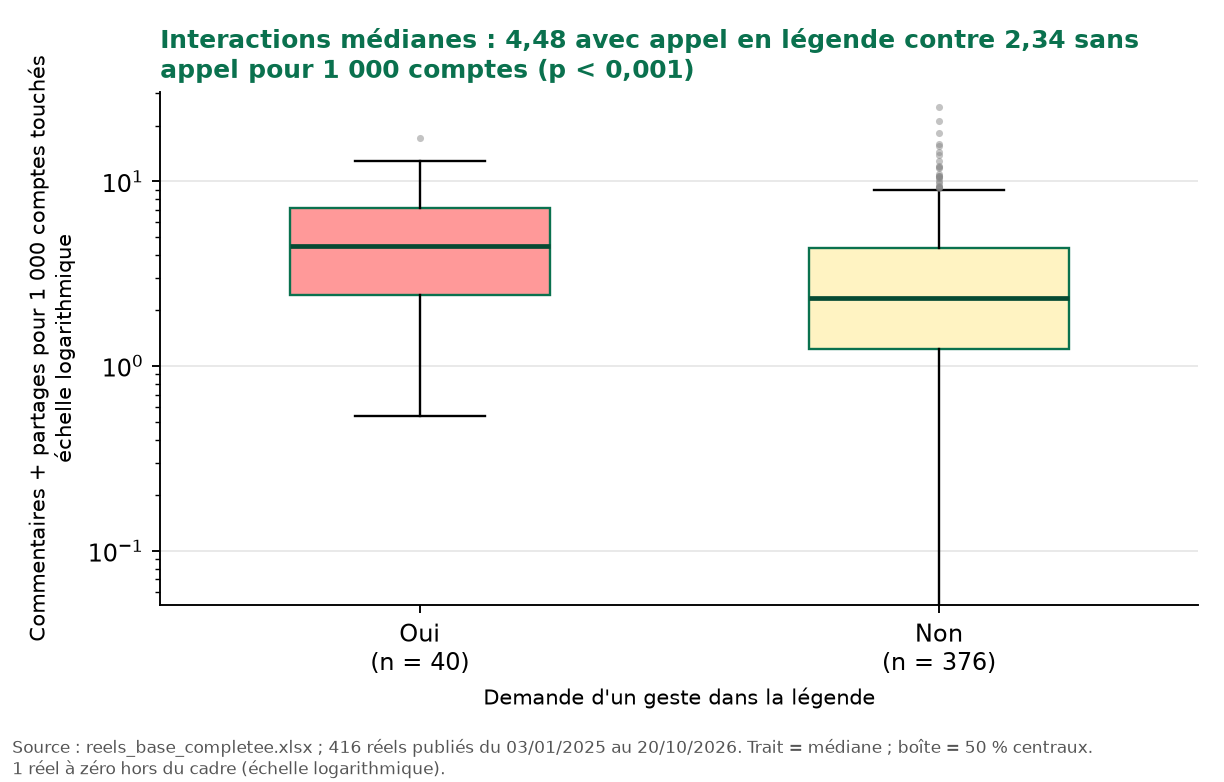 Interactions médianes : 4,48 avec appel en légende contre 2,34 sans
appel pour 1 000 comptes (p < 0,001)
Commentaires + partages pour 1 000 comptes touchés
échelle logarithmique
10¹
10⁰
10⁻¹
Oui
(n = 40)
Non
(n = 376)
Demande d'un geste dans la légende
Source : reels_base_completee.xlsx ; 416 réels publiés du 03/01/2025 au 20/10/2026. Trait = médiane ; boîte = 50 % centraux.
1 réel à zéro hors du cadre (échelle logarithmique).